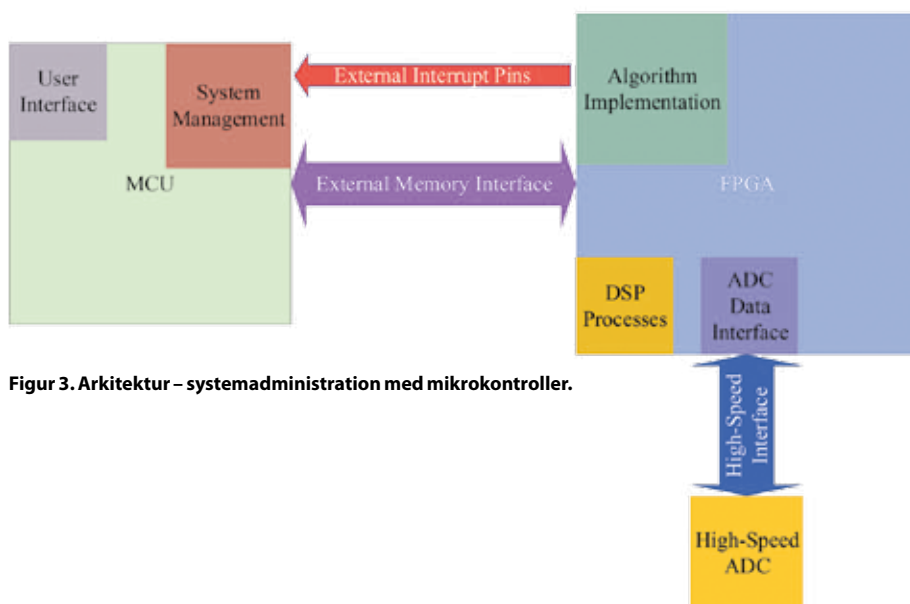 User
Interface
System
Management
MCU
External Interrupt Pins
External Memory Interface
Algorithm
Implementation
FPGA
DSP
Processes
ADC
Data
Interface
Figur 3. Arkitektur – systemadministration med mikrokontroller.
High-Speed
Interface
High-Speed
ADC